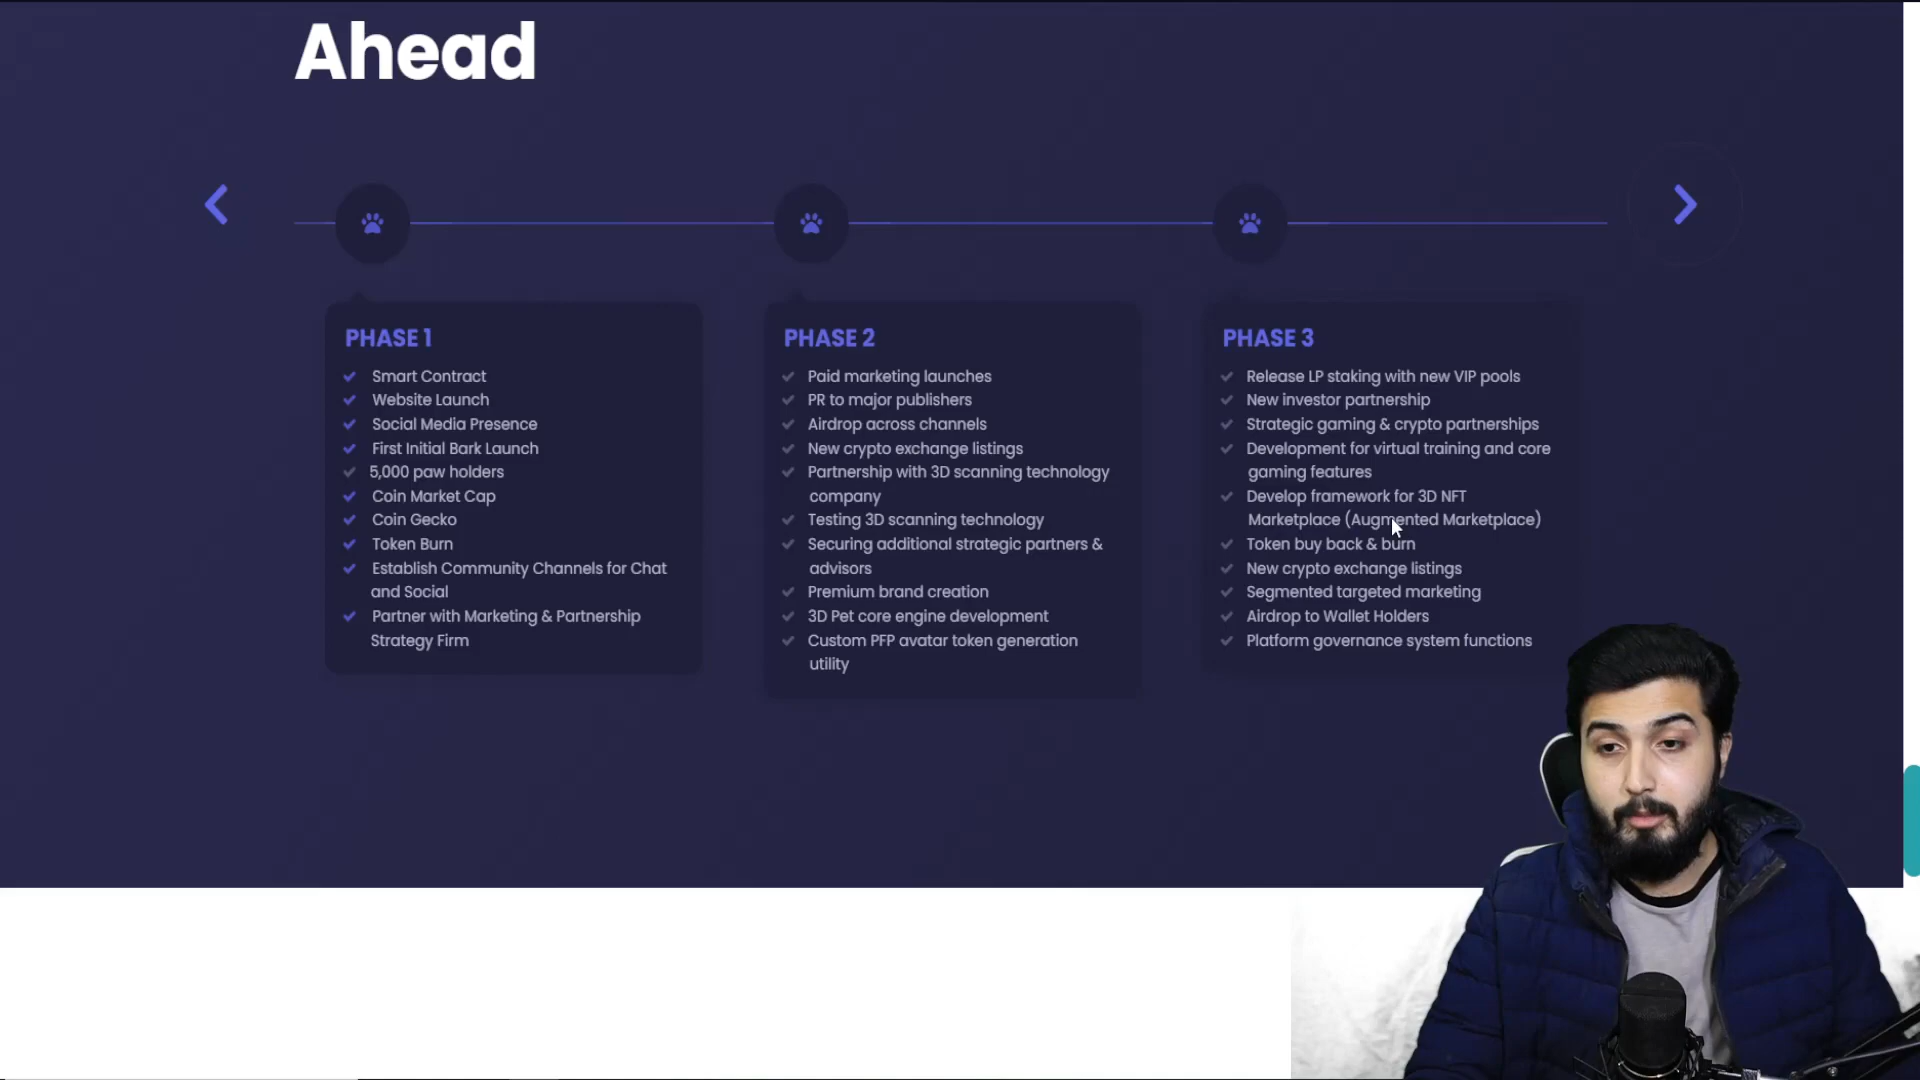 Ahead
PHASE 1
Smart Contract
Website Launch
Social Media Presence
First Initial Bark Launch
5,000 paw holders
Coin Market Cap
Coin Gecko
Token Burn
Establish Community Channels for Chat
and Social
Partner with Marketing & Partnership
Strategy Firm
PHASE 2
Paid marketing launches
PR to major publishers
Airdrop across channels
New crypto exchange listings
Partnership with 3D scanning technology
company
Testing 3D scanning technology
Securing additional strategic partners &
advisors
Premium brand creation
3D Pet core engine development
Custom PFP avatar token generation
utility
PHASE 3
Release LP staking with new VIP pools
New investor partnership
Strategic gaming & crypto partnerships
Development for virtual training and core
gaming features
Develop framework for 3D NFT
Marketplace (Augmented Marketplace)
Token buy back & burn
New crypto exchange listings
Segmented targeted marketing
Airdrop to Wallet Holders
Platform governance system functions